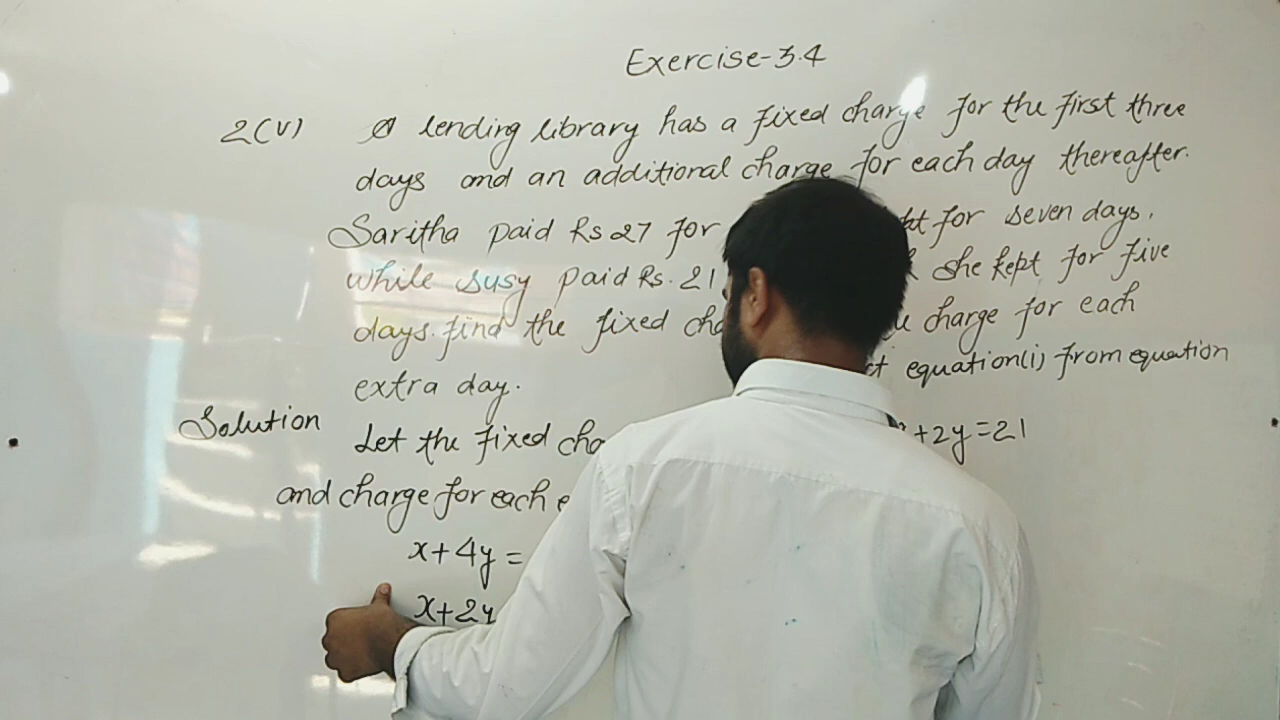 Exercise-3.4
2(V) A lending library has a fixed charge for the first three
days and an additional charge for each day thereafter.
Saritha paid Rs 27 for for seven days,
while susy paid Rs. 21 she kept for five
days. find the fixed charge for each
extra day.
equation(i) from equation
Solution
Let the fixed
+2y=21
and charge for each
x+4y=
x+2y